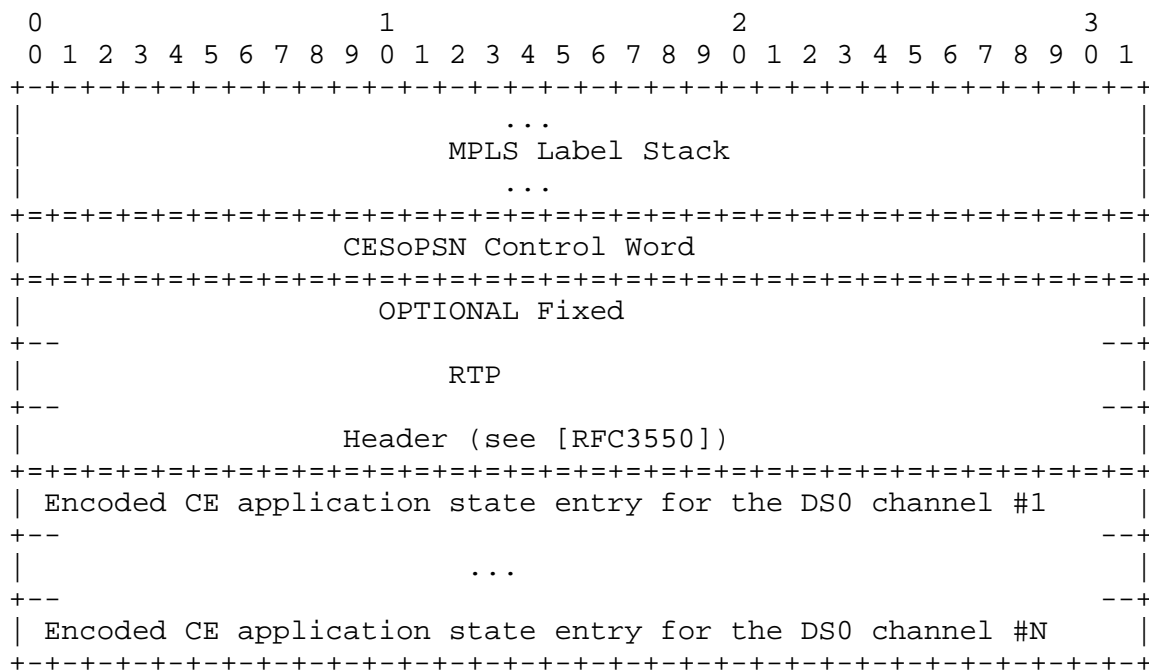 0                   1                   2                   3
 0 1 2 3 4 5 6 7 8 9 0 1 2 3 4 5 6 7 8 9 0 1 2 3 4 5 6 7 8 9 0 1
+-+-+-+-+-+-+-+-+-+-+-+-+-+-+-+-+-+-+-+-+-+-+-+-+-+-+-+-+-+-+-+-+
|                           ...                                 |
|                        MPLS Label Stack                       |
|                           ...                                 |
+=+=+=+=+=+=+=+=+=+=+=+=+=+=+=+=+=+=+=+=+=+=+=+=+=+=+=+=+=+=+=+=+
|                  CESoPSN Control Word                         |
+=+=+=+=+=+=+=+=+=+=+=+=+=+=+=+=+=+=+=+=+=+=+=+=+=+=+=+=+=+=+=+=+
|                    OPTIONAL Fixed                             |
+--                                                           --+
|                        RTP                                    |
+--                                                           --+
|                  Header (see [RFC3550])                       |
+=+=+=+=+=+=+=+=+=+=+=+=+=+=+=+=+=+=+=+=+=+=+=+=+=+=+=+=+=+=+=+=+
| Encoded CE application state entry for the DS0 channel #1     |
+--                                                           --+
|                         ...                                   |
+--                                                           --+
| Encoded CE application state entry for the DS0 channel #N     |
+-+-+-+-+-+-+-+-+-+-+-+-+-+-+-+-+-+-+-+-+-+-+-+-+-+-+-+-+-+-+-+-+